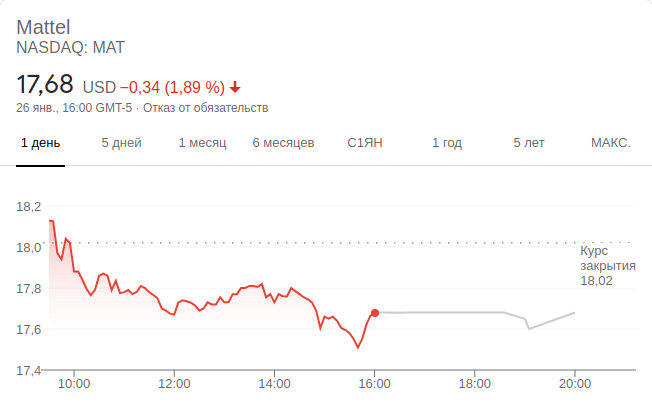 Mattel
NASDAQ: MAT
17,68 USD −0,34 (1,89 %)
26 янв., 16:00 GMT-5 · Отказ от обязательств
1 день 5 дней 1 месяц 6 месяцев С1ЯН 1 год 5 лет МАКС.
18,2
18,0
Курс
закрытия
18,02
17,8
17,6
17,4
10:00 12:00 14:00 16:00 18:00 20:00